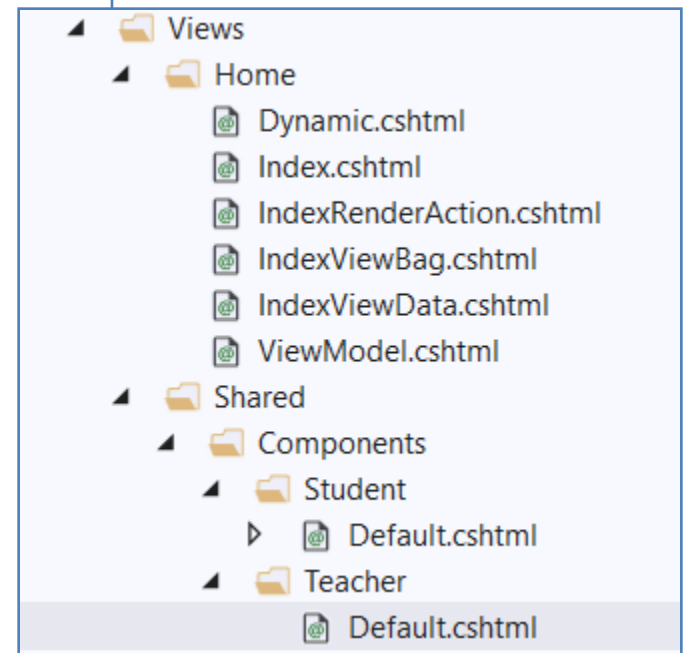 Views
Home
Dynamic.cshtml
Index.cshtml
IndexRenderAction.cshtml
IndexViewBag.cshtml
IndexViewData.cshtml
ViewModel.cshtml
Shared
Components
Student
Default.cshtml
Teacher
Default.cshtml